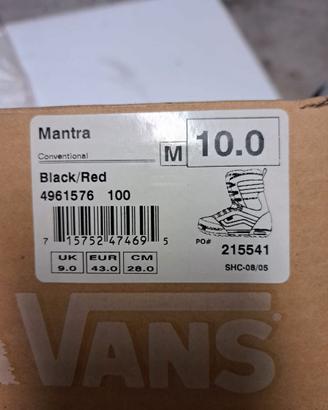 Mantra
Conventional
M 10.0
Black/Red
4961576 100
7 15752 47469 5
PO# 215541
UK EUR CM
9.0 43.0 28.0
SHC-08/05
VANS